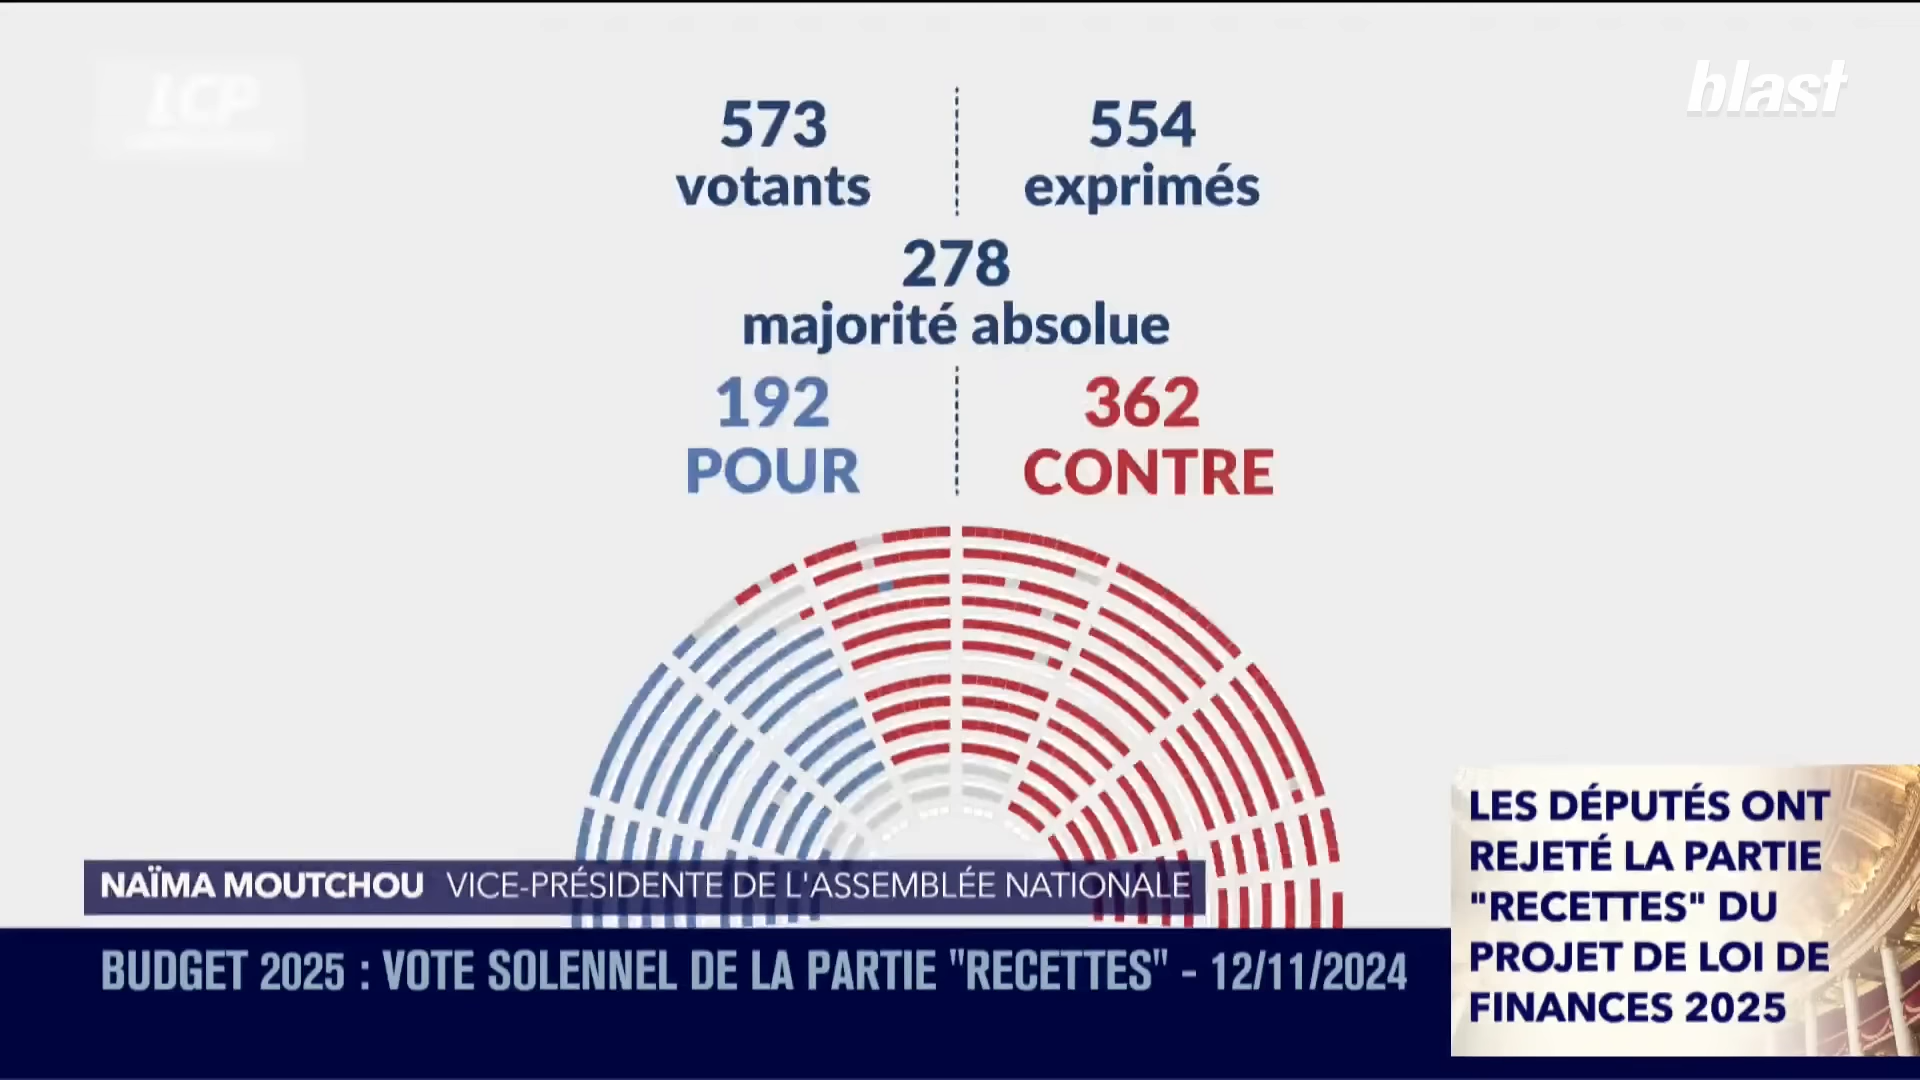 LCP
blast
573
votants
554
exprimés
278
majorité absolue
192
POUR
362
CONTRE
NAÏMA MOUTCHOU VICE-PRÉSIDENTE DE L'ASSEMBLÉE NATIONALE
BUDGET 2025 : VOTE SOLENNEL DE LA PARTIE "RECETTES" - 12/11/2024
LES DÉPUTÉS ONT
REJETÉ LA PARTIE
"RECETTES" DU
PROJET DE LOI DE
FINANCES 2025